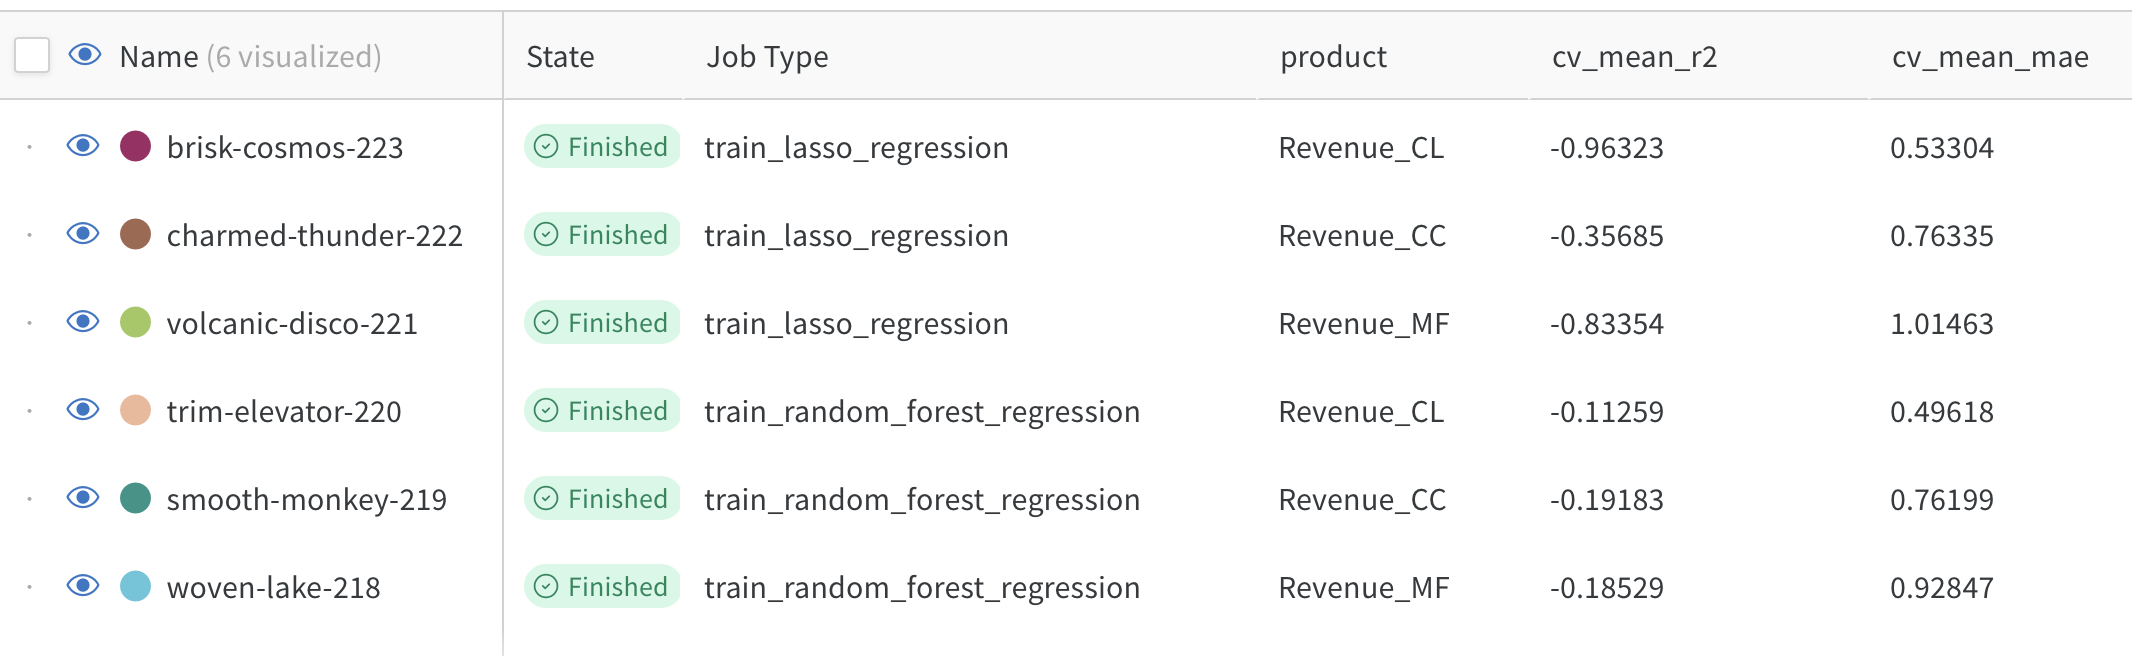 Name (6 visualized) State Job Type product cv_mean_r2 cv_mean_mae
brisk-cosmos-223 Finished train_lasso_regression Revenue_CL -0.96323 0.53304
charmed-thunder-222 Finished train_lasso_regression Revenue_CC -0.35685 0.76335
volcanic-disco-221 Finished train_lasso_regression Revenue_MF -0.83354 1.01463
trim-elevator-220 Finished train_random_forest_regression Revenue_CL -0.11259 0.49618
smooth-monkey-219 Finished train_random_forest_regression Revenue_CC -0.19183 0.76199
woven-lake-218 Finished train_random_forest_regression Revenue_MF -0.18529 0.92847